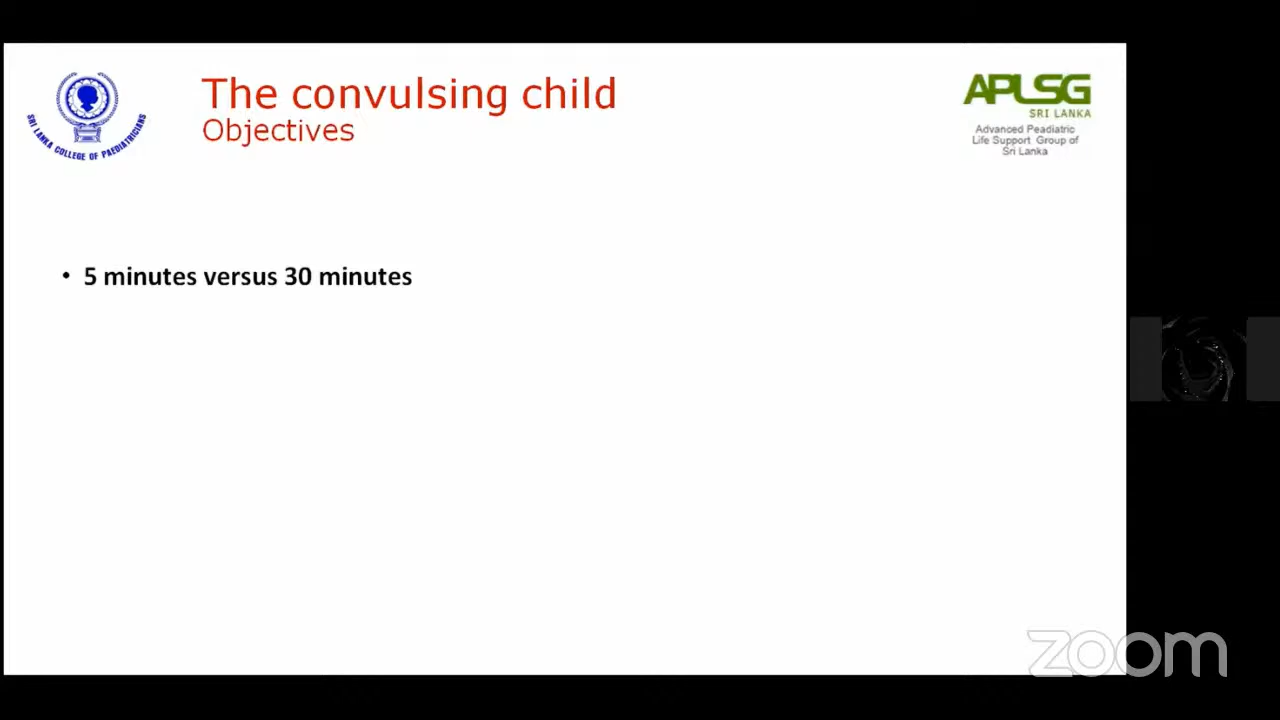 The convulsing child
Objectives
SRI LANKA COLLEGE OF PAEDIATRICIANS
APLSG
SRI LANKA
Advanced Peadiatric
Life Support Group of
Sri Lanka
• 5 minutes versus 30 minutes
zoom